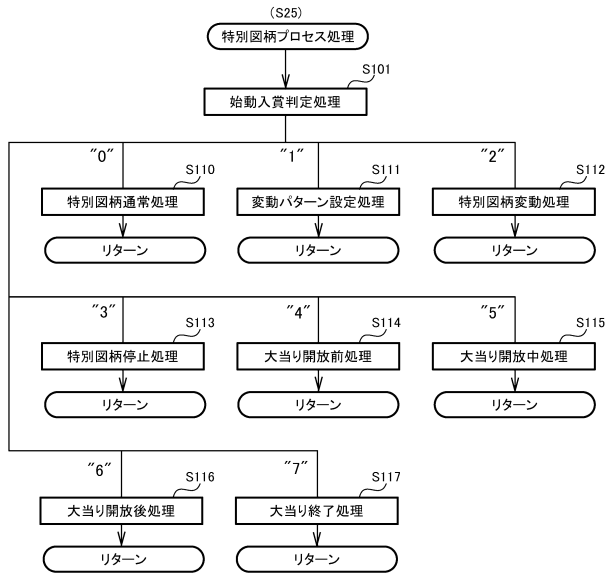 (S25)
特別図柄プロセス処理
S101
始動入賞判定処理
"0"
"1"
"2"
S110
S111
S112
特別図柄通常処理
変動パターン設定処理
特別図柄変動処理
リターン
リターン
リターン
"3"
"4"
"5"
S113
S114
S115
特別図柄停止処理
大当り開放前処理
大当り開放中処理
リターン
リターン
リターン
"6"
"7"
S116
S117
大当り開放後処理
大当り終了処理
リターン
リターン